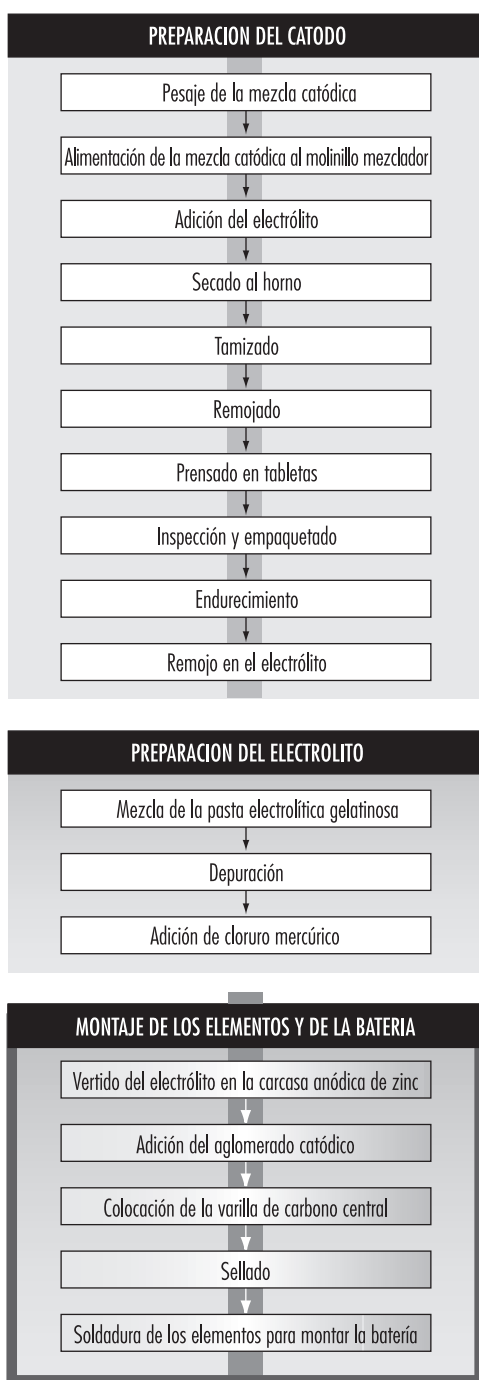 PREPARACION DEL CATODO
Pesaje de la mezcla catódica
Alimentación de la mezcla catódica al molinillo mezclador
Adición del electrólito
Secado al horno
Tamizado
Remojado
Prensado en tabletas
Inspección y empaquetado
Endurecimiento
Remojo en el electrólito
PREPARACION DEL ELECTROLITO
Mezcla de la pasta electrolítica gelatinosa
Depuración
Adición de cloruro mercúrico
MONTAJE DE LOS ELEMENTOS Y DE LA BATERIA
Vertido del electrólito en la carcasa anódica de zinc
Adición del aglomerado catódico
Colocación de la varilla de carbono central
Sellado
Soldadura de los elementos para montar la batería